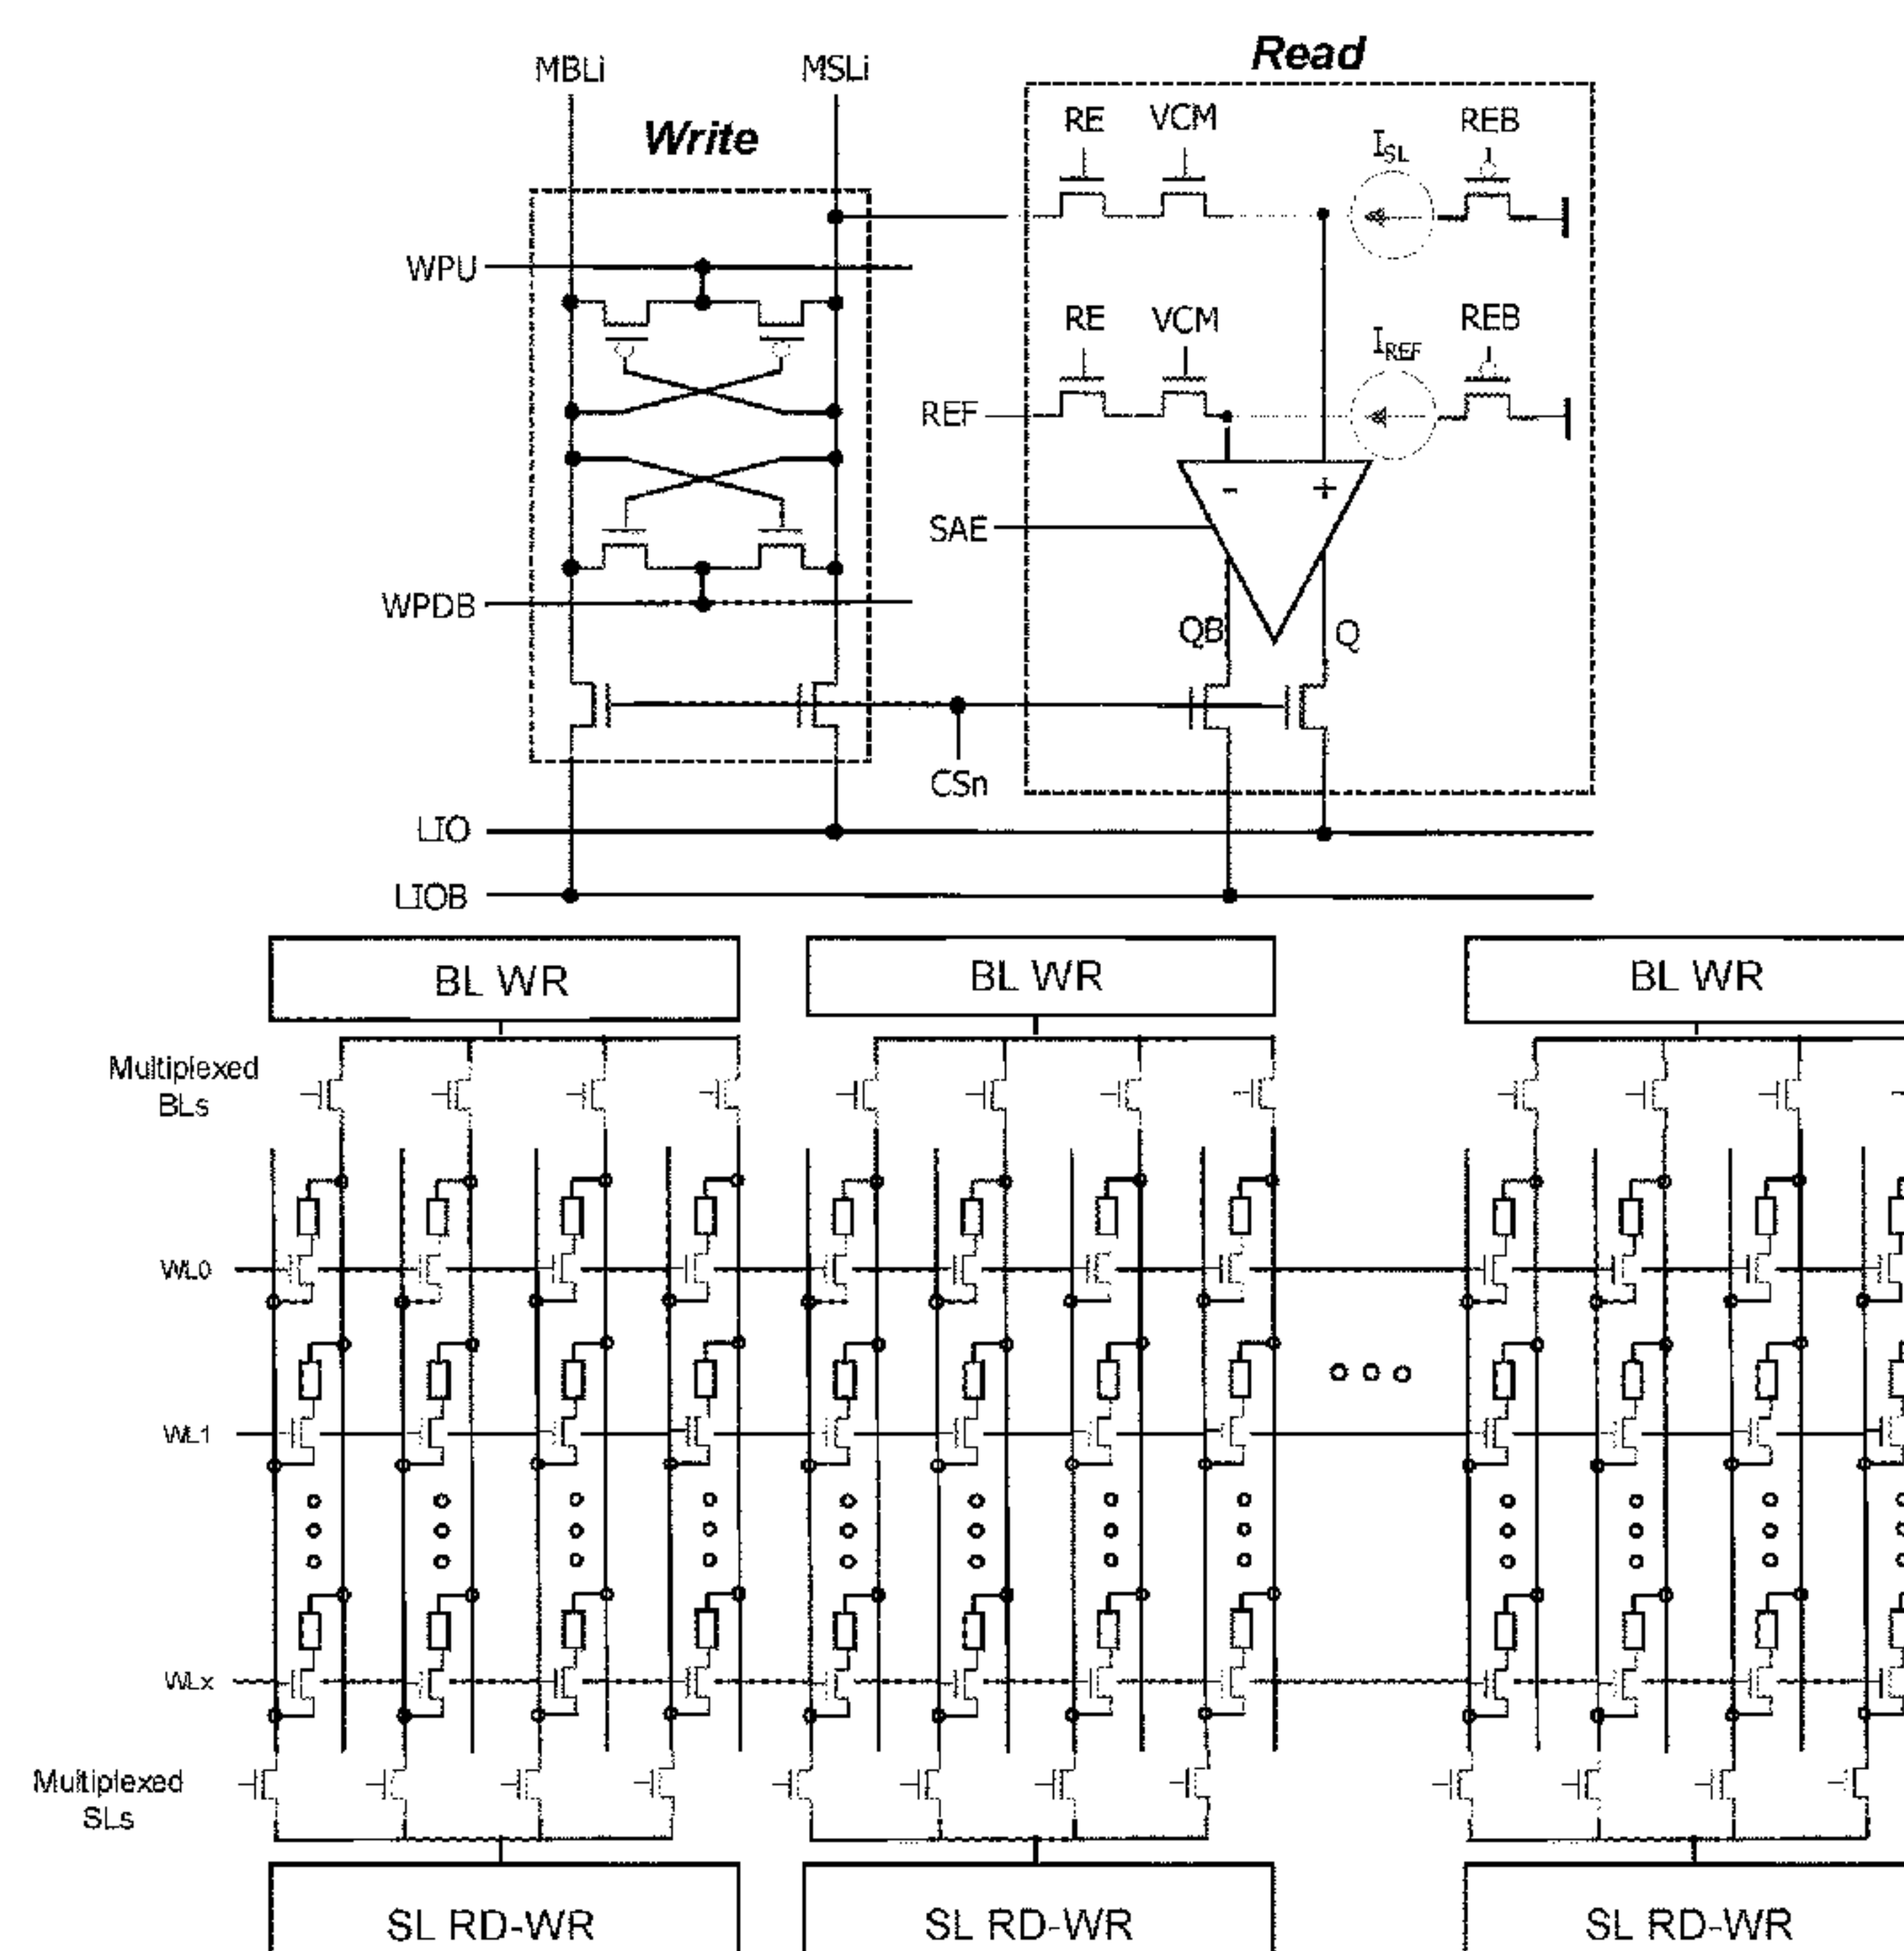 Read
MBLi
MSLi
Write
RE
VCM
I_SL
REB
WPU
RE
VCM
I_REF
REB
REF
-
+
SAE
WPDB
QB
Q
CSn
LIO
LIOB
BL WR
BL WR
BL WR
Multiplexed
BLs
WL0
WL1
WLx
Multiplexed
SLs
SL RD-WR
SL RD-WR
SL RD-WR